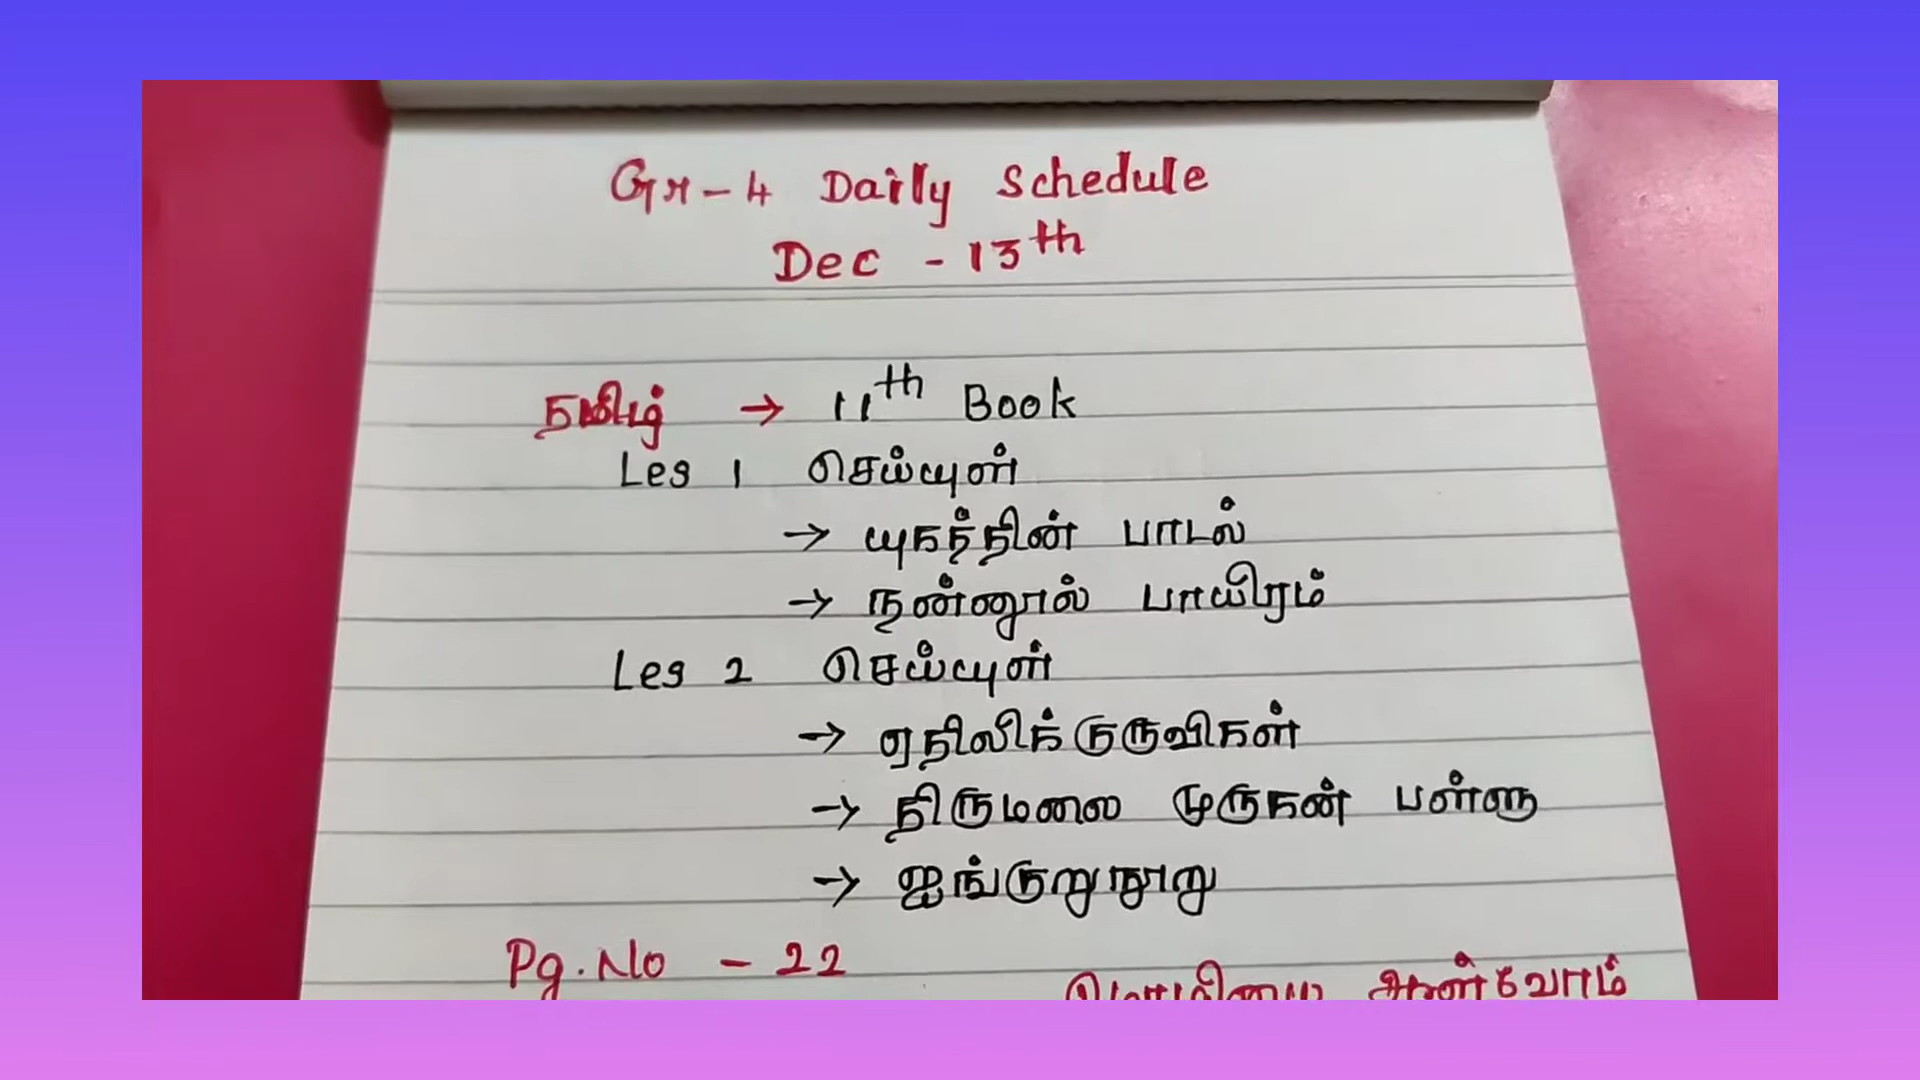 Gr - 4 Daily Schedule
Dec - 13th
தமிழ் → 11th Book
Les 1 செய்யுள்
→ யுகத்தின் பாடல்
→ நன்னூல் பாயிரம்
Les 2 செய்யுள்
→ ஏதிலிக்குருவிகள்
→ திருமலை முருகன் பள்ளு
→ ஐங்குறுநூறு
Pg.No - 22
மொழியை ஆள்வோம்